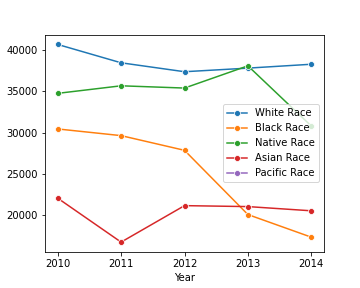 40000
35000
30000
25000
20000
White Race
Black Race
Native Race
Asian Race
Pacific Race
2010 2011 2012 2013 2014
Year